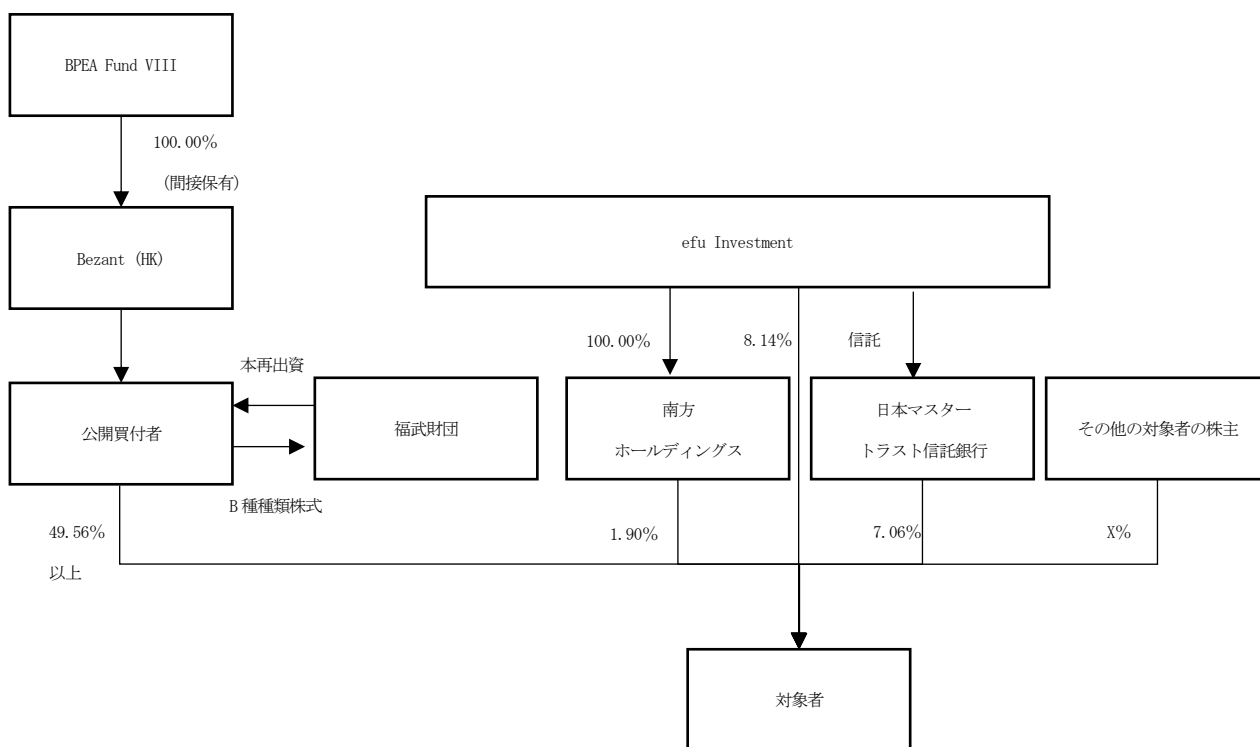 BPEA Fund VIII
100.00%
(間接保有)
Bezant (HK)
efu Investment
100.00%
8.14%
信託
本再出資
公開買付者
福武財団
南方
ホールディングス
日本マスター
トラスト信託銀行
その他の対象者の株主
B種種類株式
49.56%
以上
1.90%
7.06%
X%
対象者